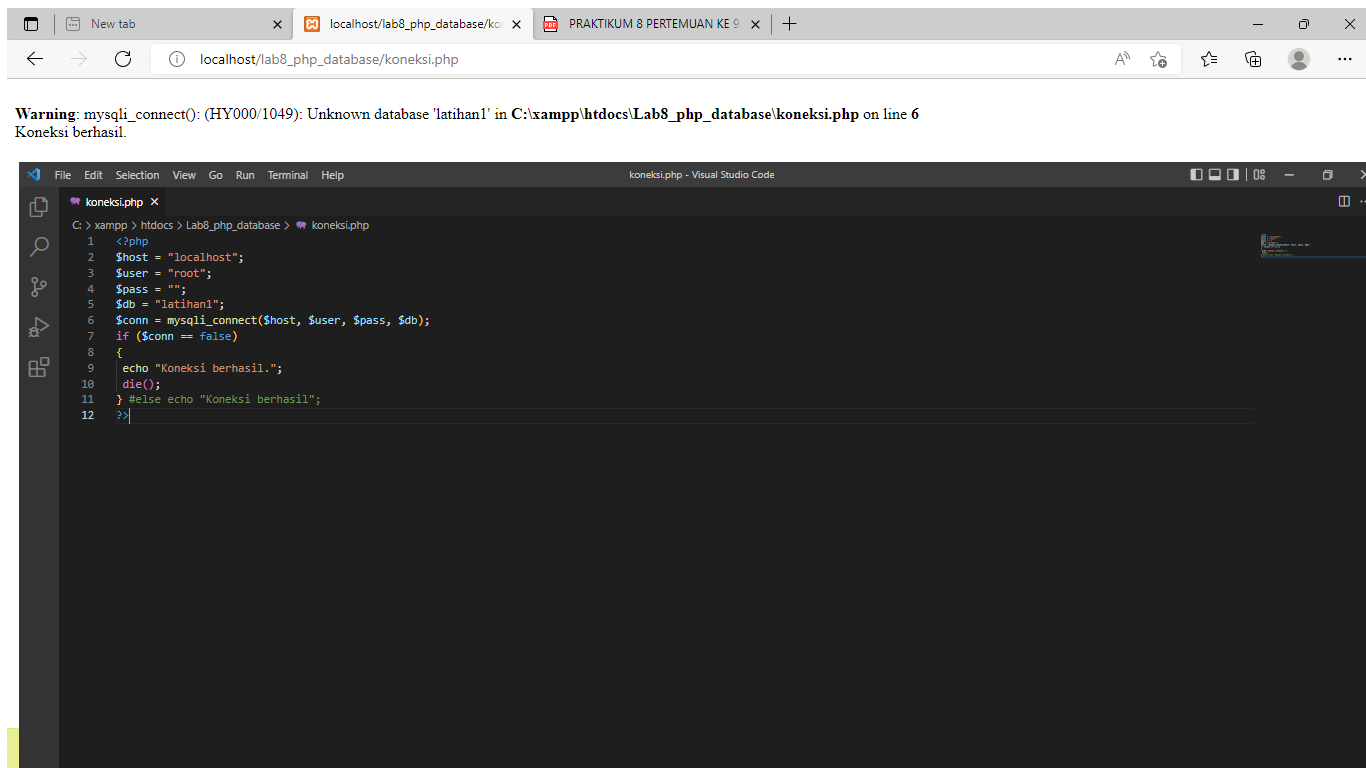 New tab
localhost/lab8_php_database/ko
PRAKTIKUM 8 PERTEMUAN KE 9
localhost/lab8_php_database/koneksi.php
Warning: mysqli_connect(): (HY000/1049): Unknown database 'latihan1' in C:\xampp\htdocs\Lab8_php_database\koneksi.php on line 6
Koneksi berhasil.
File Edit Selection View Go Run Terminal Help
koneksi.php - Visual Studio Code
koneksi.php
C: > xampp > htdocs > Lab8_php_database > koneksi.php
1 <?php
2 $host = "localhost";
3 $user = "root";
4 $pass = "";
5 $db = "latihan1";
6 $conn = mysqli_connect($host, $user, $pass, $db);
7 if ($conn == false)
8 {
9 echo "Koneksi berhasil.";
10 die();
11 } #else echo "Koneksi berhasil";
12 ?>